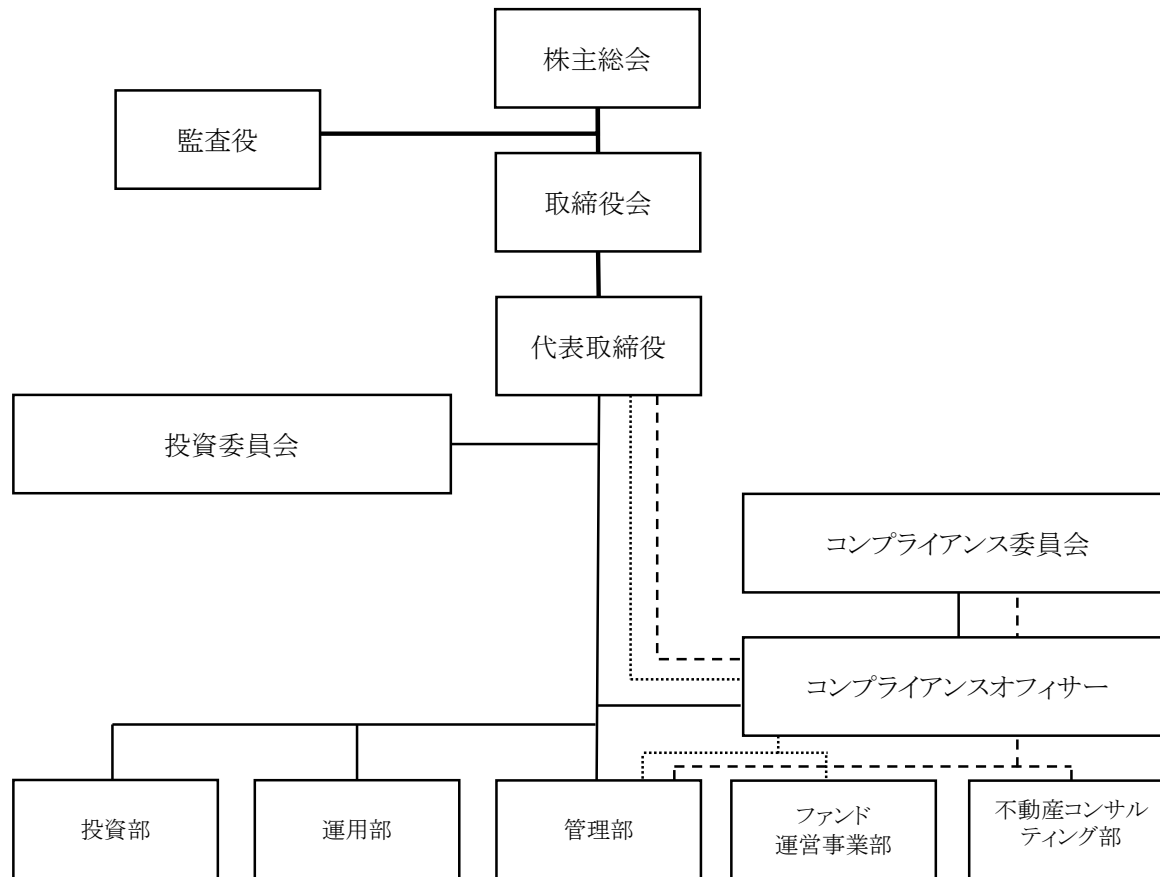 株主総会
監査役
取締役会
代表取締役
投資委員会
コンプライアンス委員会
コンプライアンスオフィサー
投資部
運用部
管理部
ファンド
運営事業部
不動産コンサル
ティング部